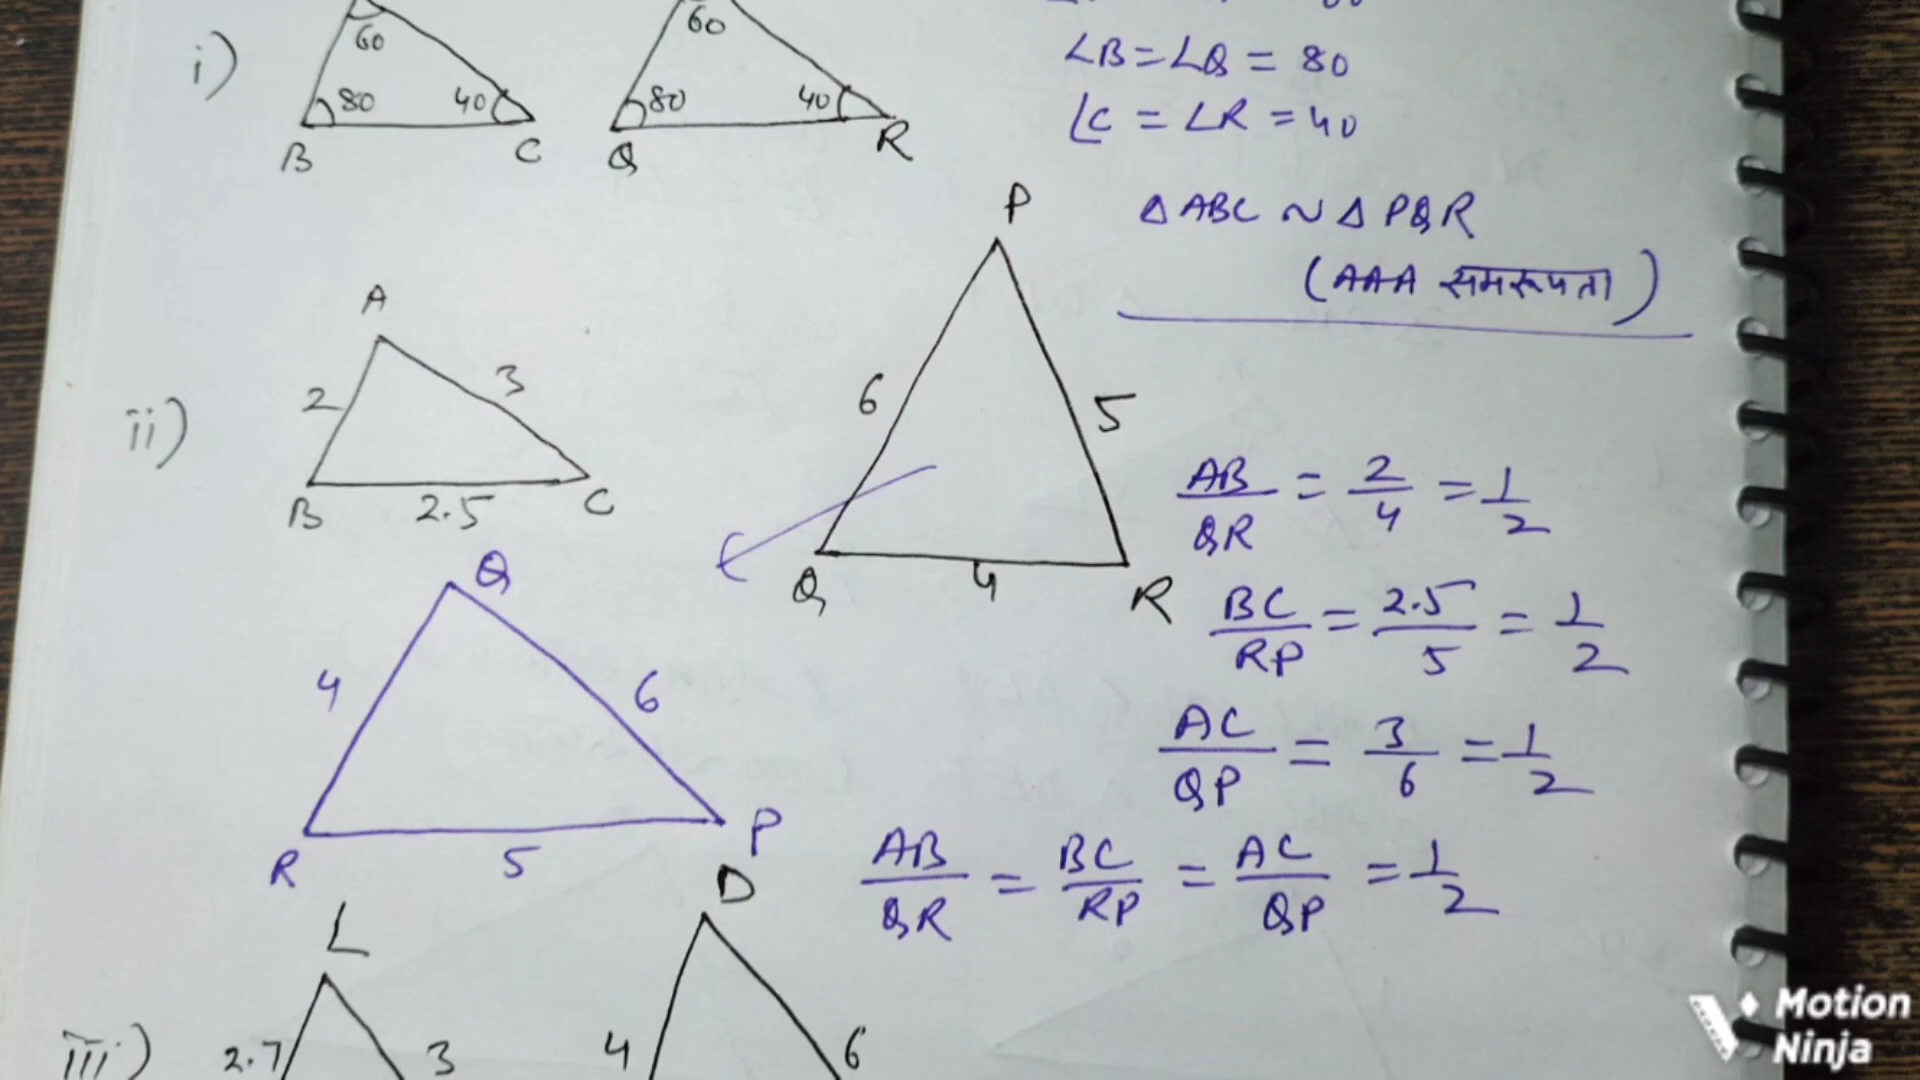 i)
60
80
40
B
C
60
80
40
Q
R
∠B = ∠Q = 80
∠C = ∠R = 40
Δ ABC ~ Δ PQR
(AAA समरूपता)
ii)
A
2
3
B
2.5
C
P
6
5
Q
4
R
Q
4
6
R
5
P
AB/QR = 2/4 = 1/2
BC/RP = 2.5/5 = 1/2
AC/QP = 3/6 = 1/2
AB/QR = BC/RP = AC/QP = 1/2
iii)
L
2.7
3
D
4
6
Motion
Ninja